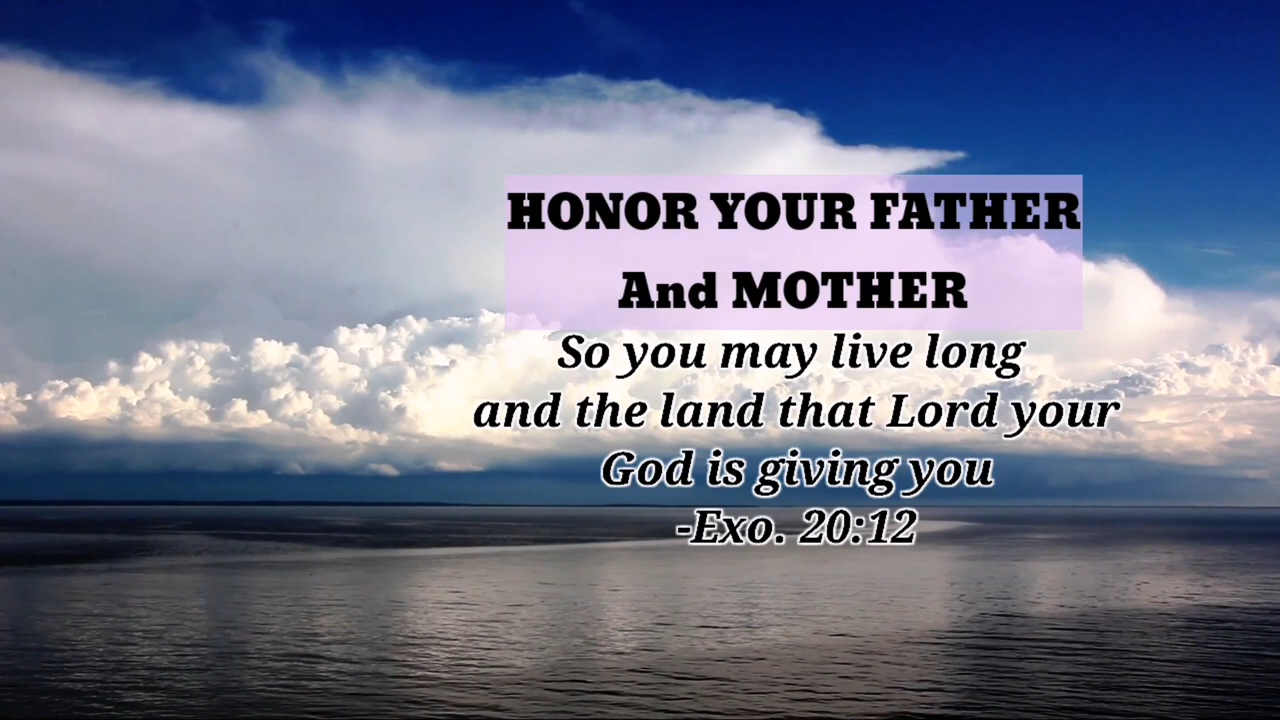 HONOR YOUR FATHER
And MOTHER
So you may live long
and the land that Lord your
God is giving you
-Exo. 20:12